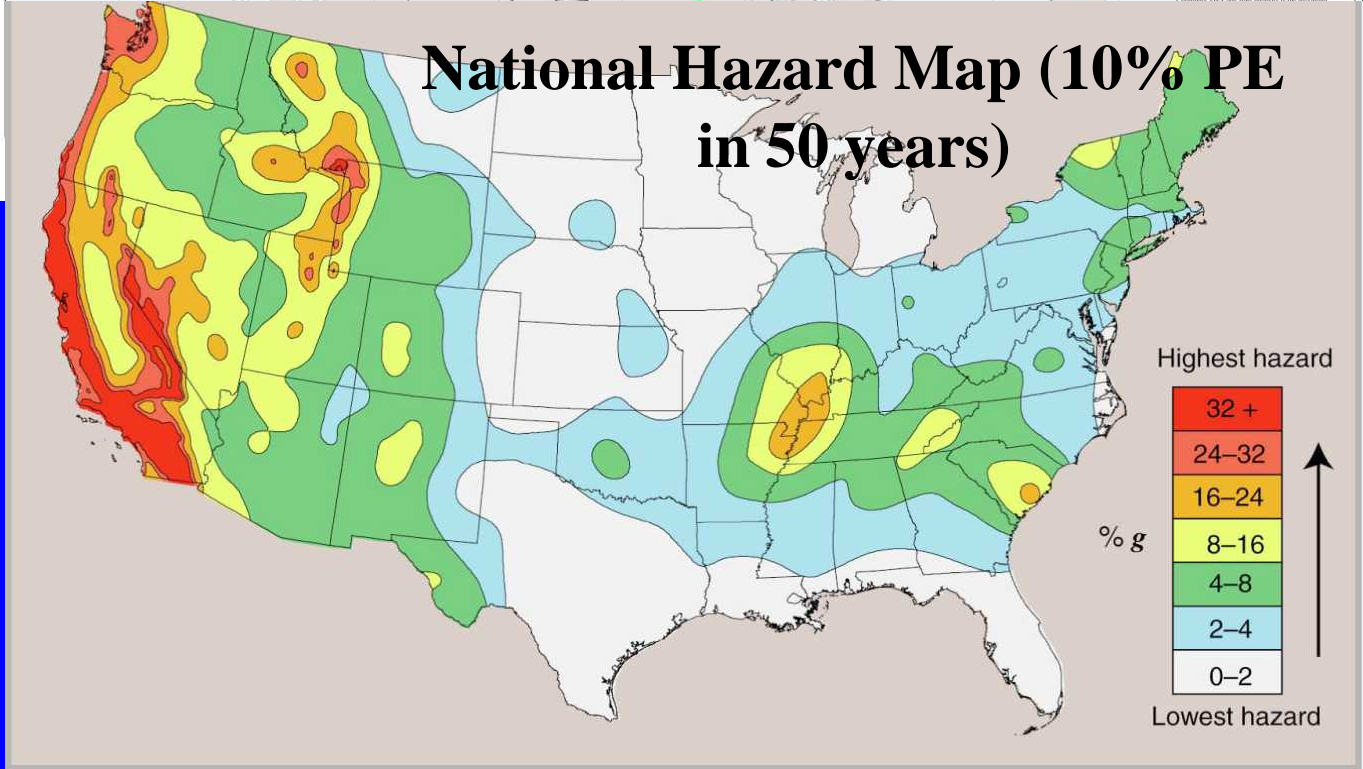 National Hazard Map (10% PE
in 50 years)
Highest hazard
32 +
24–32
16–24
% g
8–16
4–8
2–4
0–2
Lowest hazard